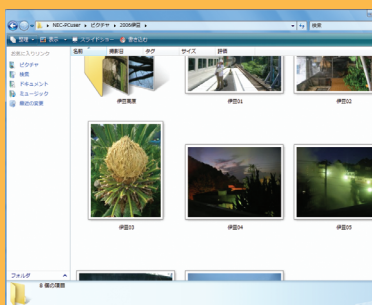 NEC-PCuser ▸ ピクチャ ▸ 2005伊豆 ▸
検索
整理 表示 スライドショー 書き込む
お気に入りリンク
ピクチャ
検索
ドキュメント
ミュージック
最近の変更
名前 撮影日 タグ サイズ 評価
伊豆風景 伊豆01 伊豆02
伊豆03 伊豆04 伊豆05
フォルダ
8 個の項目